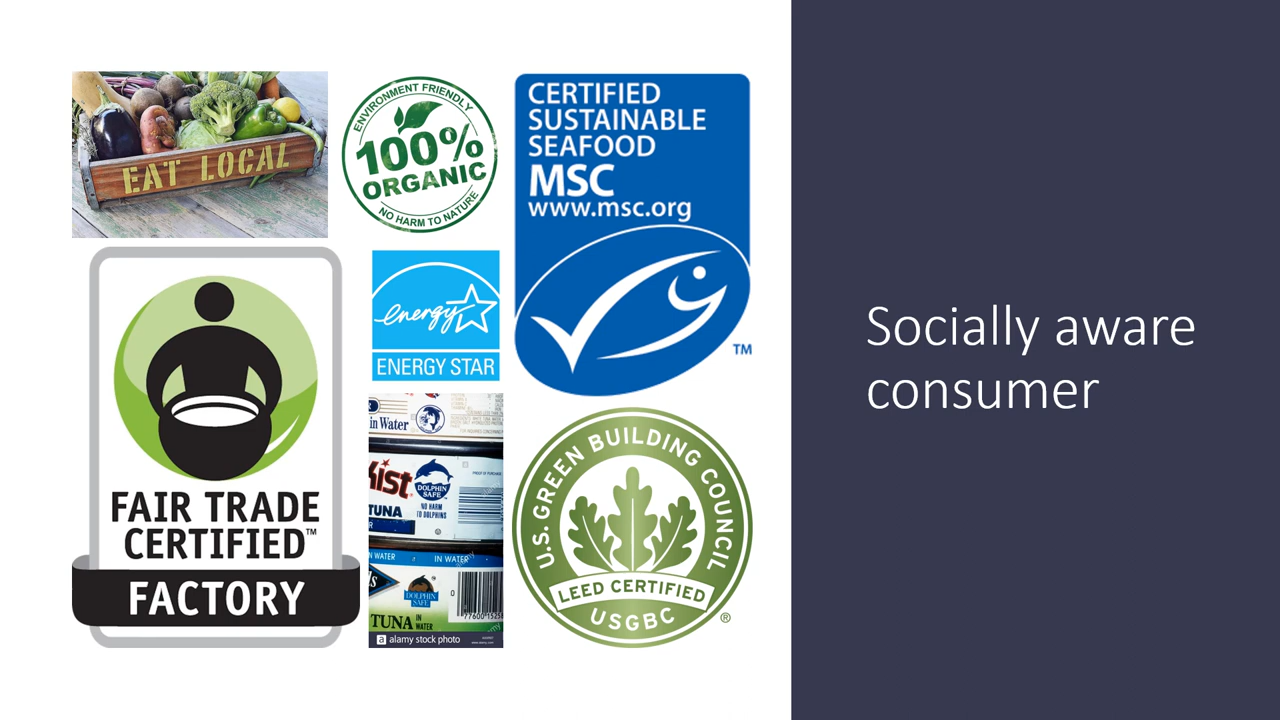 EAT LOCAL
ENVIRONMENT FRIENDLY
100%
ORGANIC
NO HARM TO NATURE
CERTIFIED
SUSTAINABLE
SEAFOOD
MSC
www.msc.org
TM
energy
ENERGY STAR
FAIR TRADE
CERTIFIED™
FACTORY
in Water
Kist
DOLPHIN
SAFE
NO HARM
TO DOLPHINS
TUNA
IN WATER
IN WATER
DOLPHIN
SAFE
TUNA IN
WATER
a alamy stock photo
U.S. GREEN BUILDING COUNCIL
LEED CERTIFIED
USGBC
®
Socially aware
consumer